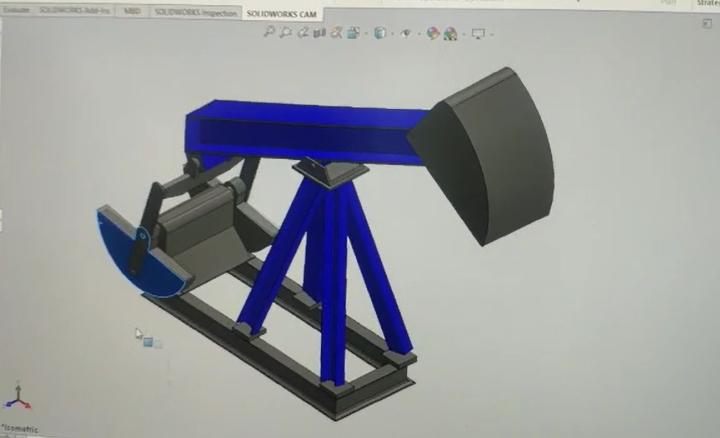 Evaluate SOLIDWORKS Add-Ins MBD SOLIDWORKS Inspection SOLIDWORKS CAM
*Isometric